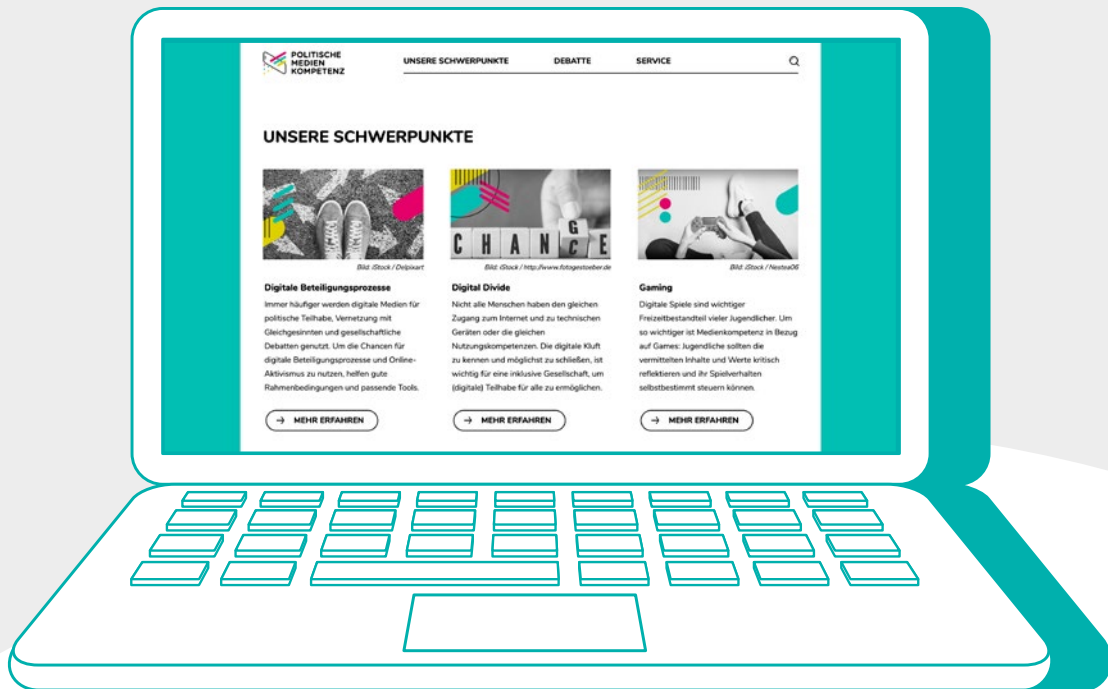 POLITISCHE
MEDIEN
KOMPETENZ
UNSERE SCHWERPUNKTE
DEBATTE
SERVICE
UNSERE SCHWERPUNKTE
CHANGE
C
Bild: iStock / Delpixart
Digitale Beteiligungsprozesse
Immer häufiger werden digitale Medien für
politische Teilhabe, Vernetzung mit
Gleichgesinnten und gesellschaftliche
Debatten genutzt. Um die Chancen für
digitale Beteiligungsprozesse und Online-
Aktivismus zu nutzen, helfen gute
Rahmenbedingungen und passende Tools.
→ MEHR ERFAHREN
Bild: iStock / http://www.fotogestoeber.de
Digital Divide
Nicht alle Menschen haben den gleichen
Zugang zum Internet und zu technischen
Geräten oder die gleichen
Nutzungskompetenzen. Die digitale Kluft
zu kennen und möglichst zu schließen, ist
wichtig für eine inklusive Gesellschaft, um
(digitale) Teilhabe für alle zu ermöglichen.
→ MEHR ERFAHREN
Bild: iStock / Nestea06
Gaming
Digitale Spiele sind wichtiger
Freizeitbestandteil vieler Jugendlicher. Um
so wichtiger ist Medienkompetenz in Bezug
auf Games: Jugendliche sollten die
vermittelten Inhalte und Werte kritisch
reflektieren und ihr Spielverhalten
selbstbestimmt steuern können.
→ MEHR ERFAHREN